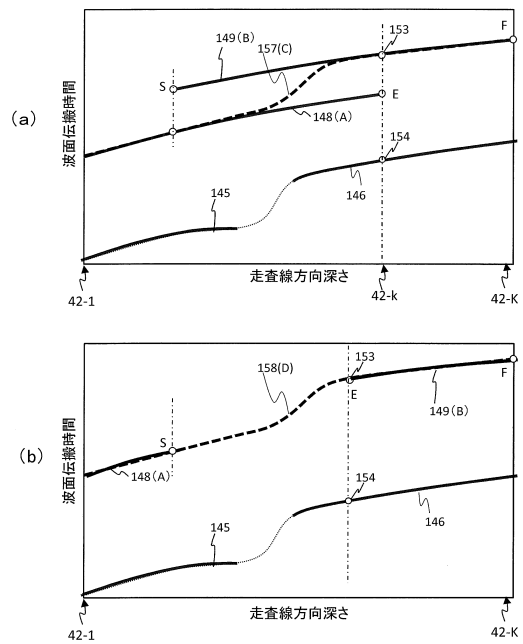 (a)
波面伝搬時間
149(B)
157(C)
153
F
S
E
148(A)
154
145
146
走査線方向深さ
42-1
42-k
42-K
(b)
波面伝搬時間
158(D)
153
F
S
E
149(B)
148(A)
154
145
146
走査線方向深さ
42-1
42-K